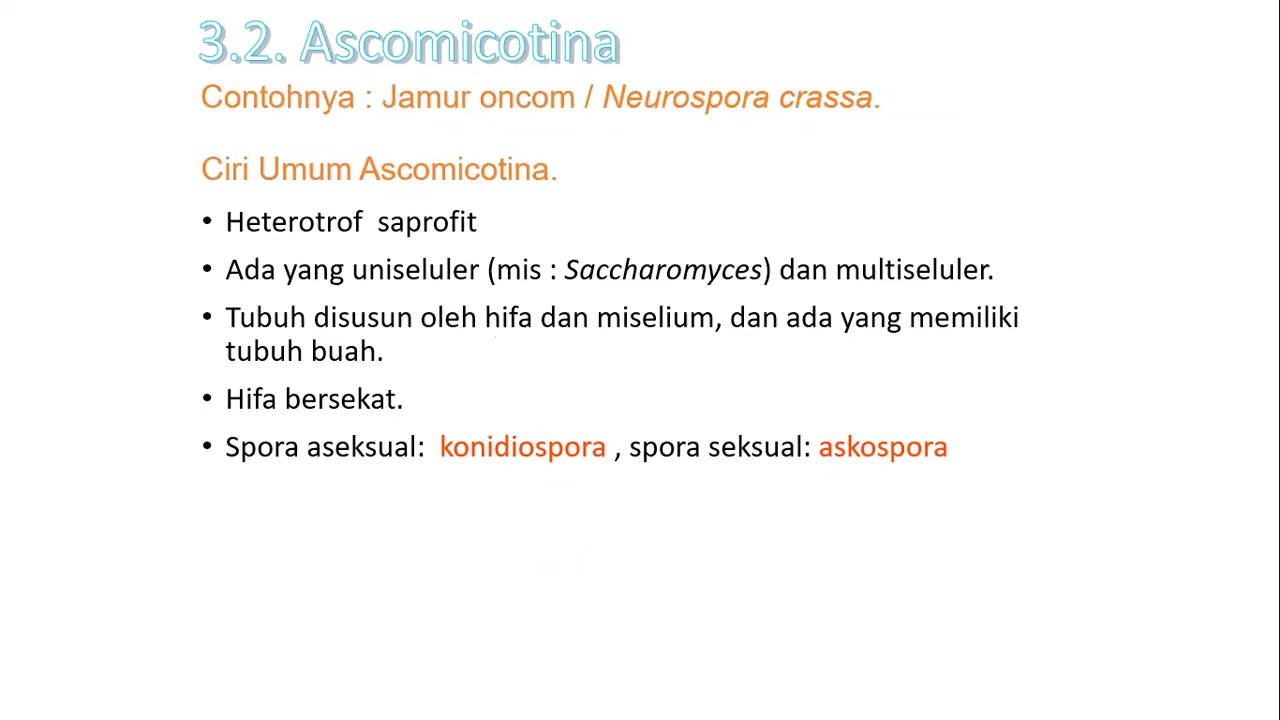 3.2. Ascomicotina
Contohnya : Jamur oncom / Neurospora crassa.
Ciri Umum Ascomicotina.
• Heterotrof  saprofit
• Ada yang uniseluler (mis : Saccharomyces) dan multiseluler.
• Tubuh disusun oleh hifa dan miselium, dan ada yang memiliki
tubuh buah.
• Hifa bersekat.
• Spora aseksual:  konidiospora , spora seksual: askospora